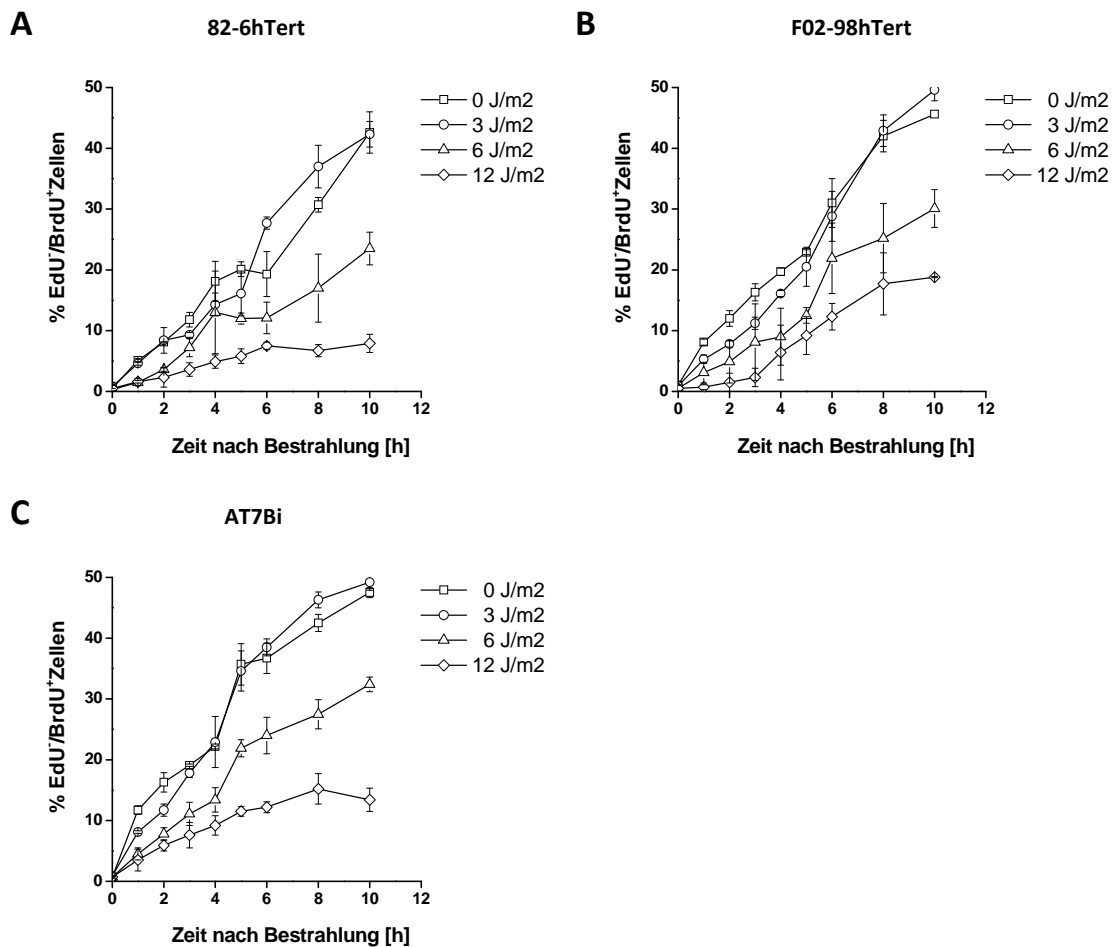 A
82-6hTert
% EdU⁻/BrdU⁺Zellen
50
40
30
20
10
0
0 2 4 6 8 10 12
Zeit nach Bestrahlung [h]
0 J/m2
3 J/m2
6 J/m2
12 J/m2
B
F02-98hTert
% EdU⁻/BrdU⁺Zellen
50
40
30
20
10
0
0 2 4 6 8 10 12
Zeit nach Bestrahlung [h]
0 J/m2
3 J/m2
6 J/m2
12 J/m2
C
AT7Bi
% EdU⁻/BrdU⁺Zellen
50
40
30
20
10
0
0 2 4 6 8 10 12
Zeit nach Bestrahlung [h]
0 J/m2
3 J/m2
6 J/m2
12 J/m2